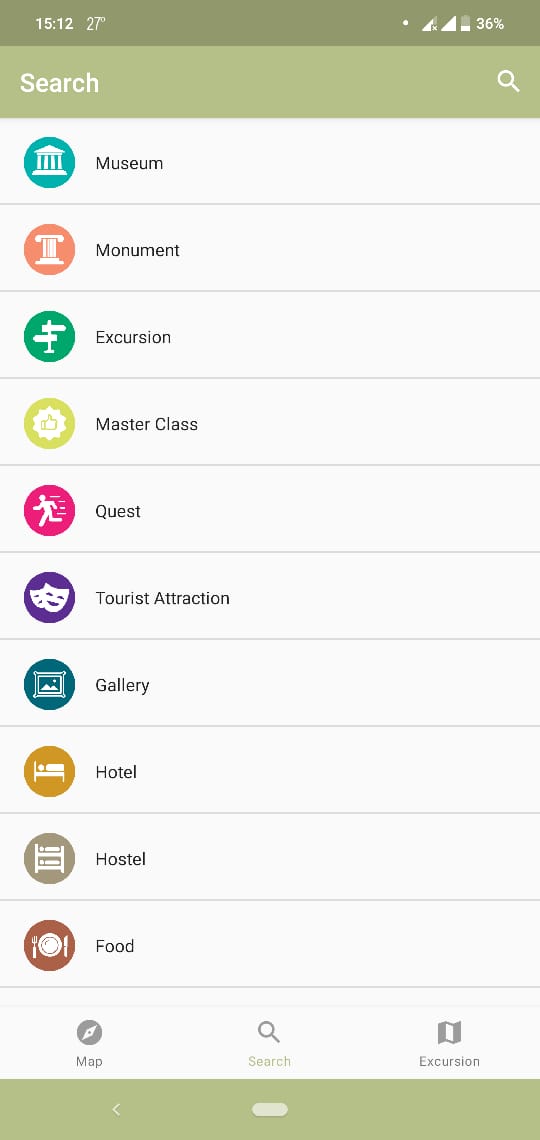 15:12 27° 36%
Search
Museum
Monument
Excursion
Master Class
Quest
Tourist Attraction
Gallery
Hotel
Hostel
Food
Map Search Excursion